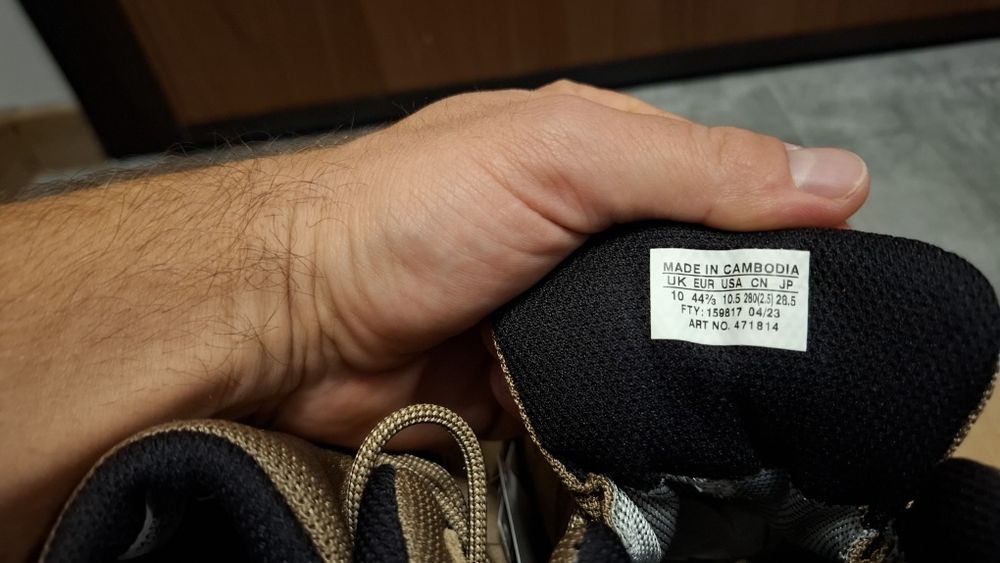 MADE IN CAMBODIA
UK EUR USA CN JP
10 44⅔ 10.5 280(2.5) 28.5
FTY: 159817 04/23
ART NO. 471814